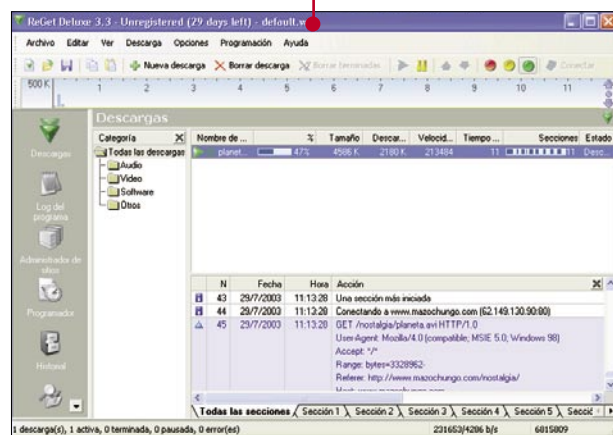 ReGet Deluxe 3.3 - Unregistered (29 days left) - default.w
Archivo Editar Ver Descarga Opciones Programación Ayuda
Nueva descarga Borrar descarga Borrar terminadas Conectar
500 K
1 2 3 4 5 6 7 8 9 10 11
Descargas
Descargas
Log del programa
Administrador de sitios
Programador
Historial
Categoría
Todas las descargas
Audio
Video
Software
Otros
Nombre de ... % Tamaño Descar... Velocid... Tiempo ... Secciones Estado
planet... 47% 4586 K 2180 K 213484 11 11 Desc...
N Fecha Hora Acción
43 29/7/2003 11:13:28 Una sección más iniciada
44 29/7/2003 11:13:28 Conectando a www.mazochungo.com (62.149.130.90:80)
45 29/7/2003 11:13:28 GET /nostalgia/planeta.avi HTTP/1.0
User-Agent: Mozilla/4.0 (compatible; MSIE 5.0; Windows 98)
Accept: */*
Range: bytes=3328962-
Referer: http://www.mazochungo.com/nostalgia/
Host: www.mazochungo.com
Todas las secciones Sección 1 Sección 2 Sección 3 Sección 4 Sección 5 Secció
1 descarga(s), 1 activa, 0 terminada, 0 pausada, 0 error(es) 231653/4286 b/s 6815809